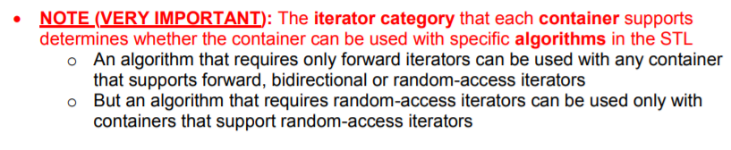 • NOTE (VERY IMPORTANT): The iterator category that each container supports
determines whether the container can be used with specific algorithms in the STL
o An algorithm that requires only forward iterators can be used with any container
that supports forward, bidirectional or random-access iterators
o But an algorithm that requires random-access iterators can be used only with
containers that support random-access iterators